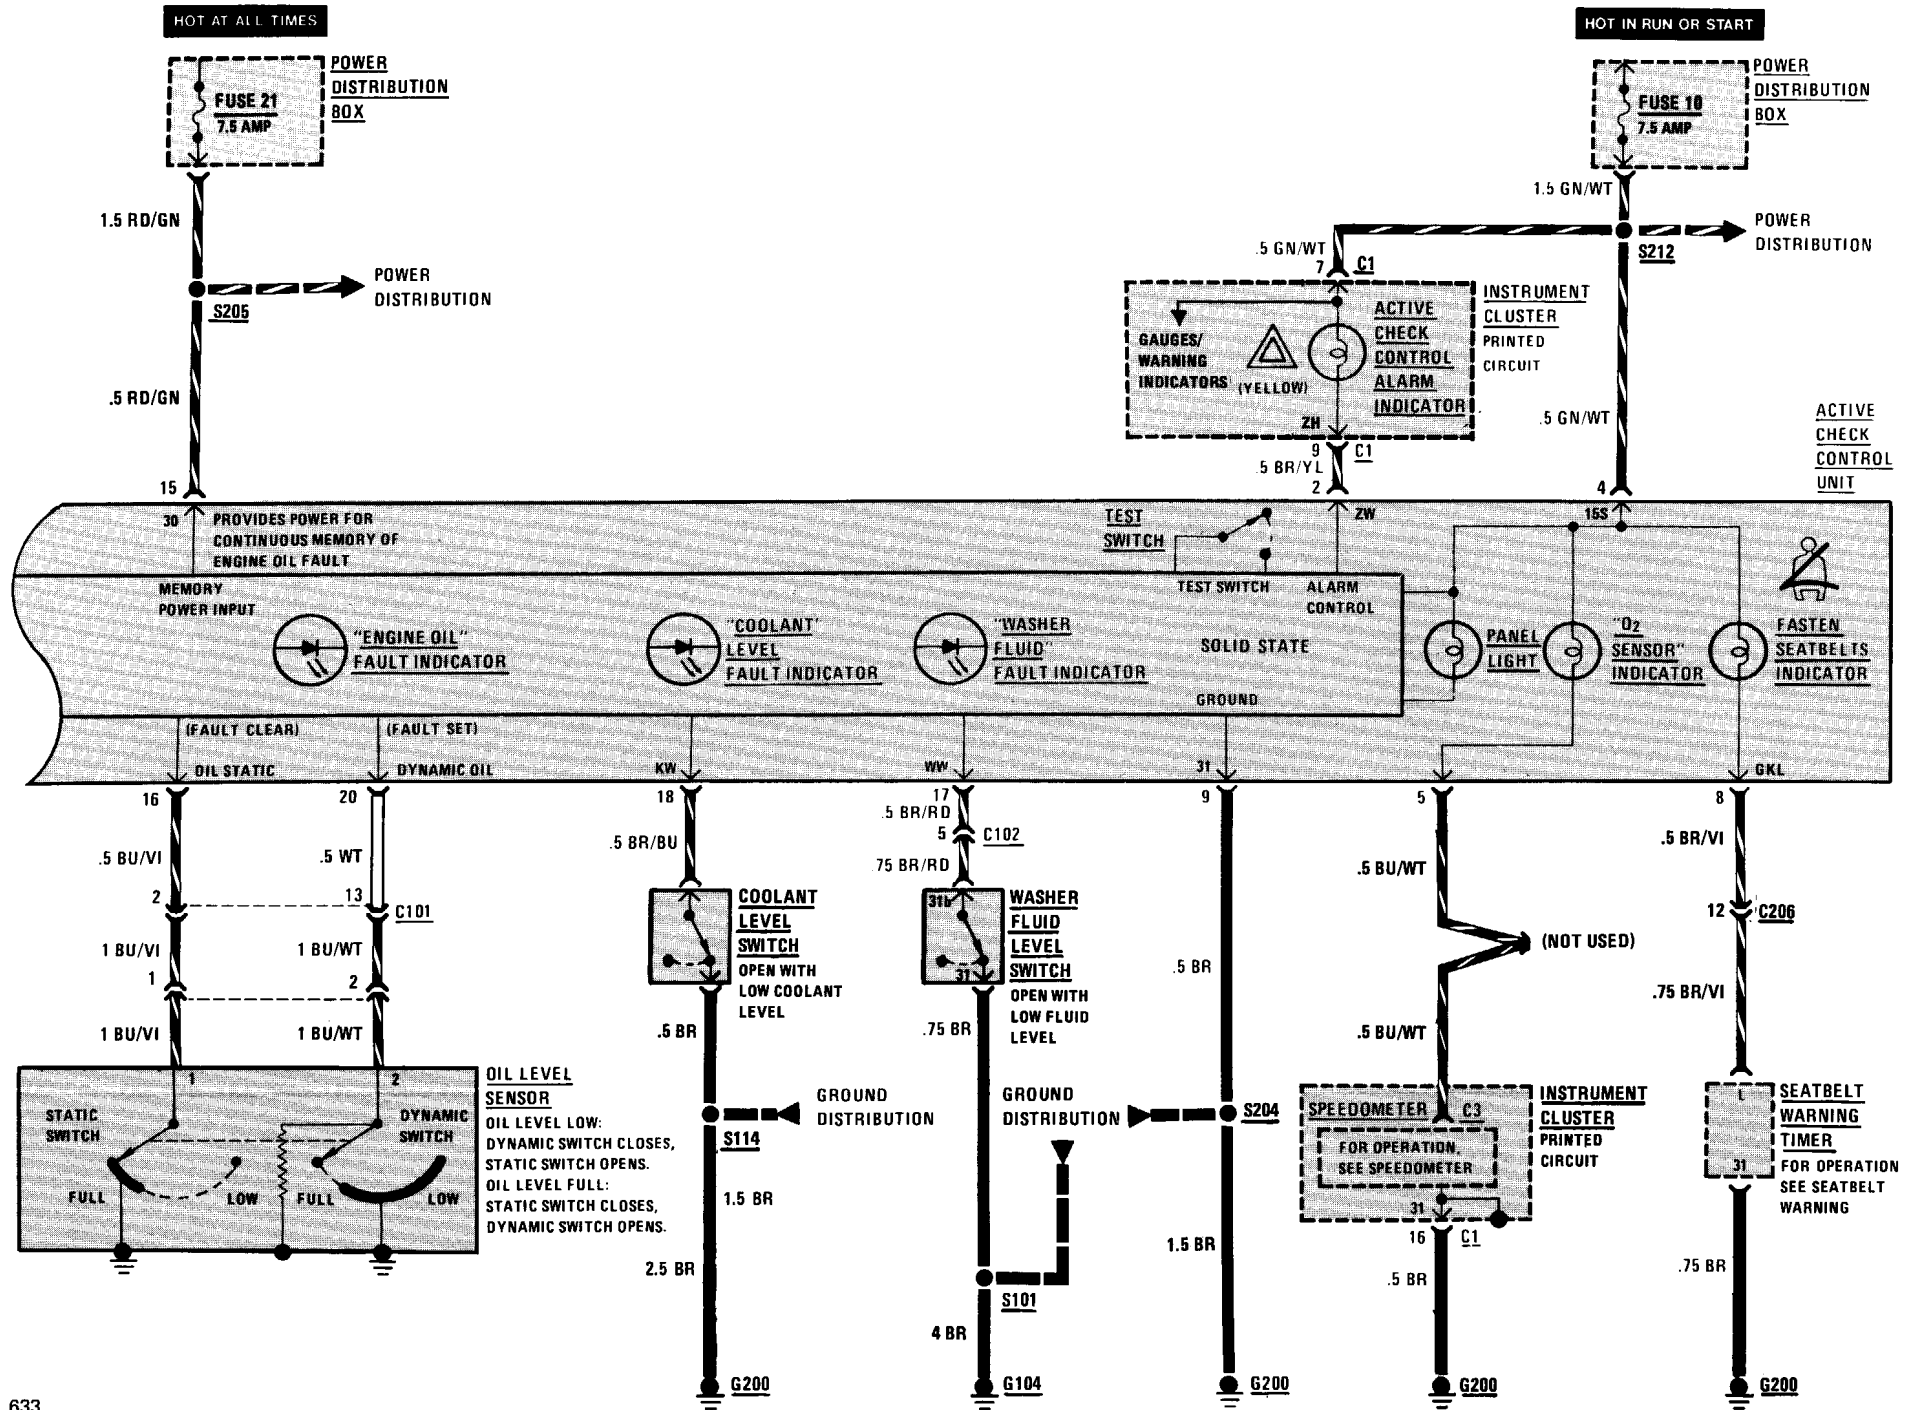 HOT AT ALL TIMES
HOT IN RUN OR START
POWER
DISTRIBUTION
BOX
FUSE 21
7.5 AMP
POWER
DISTRIBUTION
BOX
FUSE 10
7.5 AMP
1.5 RD/GN
S205
POWER
DISTRIBUTION
.5 RD/GN
15
1.5 GN/WT
S212
POWER
DISTRIBUTION
.5 GN/WT
7
C1
INSTRUMENT
CLUSTER
PRINTED
CIRCUIT
GAUGES/
WARNING
INDICATORS
(YELLOW)
ACTIVE
CHECK
CONTROL
ALARM
INDICATOR
ZH
9
C1
.5 BR/YL
2
.5 GN/WT
4
ACTIVE
CHECK
CONTROL
UNIT
30
PROVIDES POWER FOR
CONTINUOUS MEMORY OF
ENGINE OIL FAULT
TEST
SWITCH
ZW
15S
MEMORY
POWER INPUT
TEST SWITCH
ALARM
CONTROL
"ENGINE OIL"
FAULT INDICATOR
"COOLANT'
LEVEL
FAULT INDICATOR
"WASHER
FLUID"
FAULT INDICATOR
SOLID STATE
GROUND
PANEL
LIGHT
"O2
SENSOR"
INDICATOR
FASTEN
SEATBELTS
INDICATOR
(FAULT CLEAR)
(FAULT SET)
OIL STATIC
DYNAMIC OIL
KW
WW
31
GKL
16
20
18
17
9
5
8
.5 BU/VI
.5 WT
2
13
C101
1 BU/VI
1 BU/WT
1
2
1 BU/VI
1 BU/WT
.5 BR/BU
COOLANT
LEVEL
SWITCH
OPEN WITH
LOW COOLANT
LEVEL
.5 BR/RD
5
C102
.75 BR/RD
31b
31
WASHER
FLUID
LEVEL
SWITCH
OPEN WITH
LOW FLUID
LEVEL
.5 BR
.75 BR
.5 BR
.5 BU/WT
(NOT USED)
.5 BU/WT
.5 BR/VI
12
C206
.75 BR/VI
1
2
STATIC
SWITCH
DYNAMIC
SWITCH
FULL
LOW
FULL
LOW
OIL LEVEL
SENSOR
OIL LEVEL LOW:
DYNAMIC SWITCH CLOSES,
STATIC SWITCH OPENS.
OIL LEVEL FULL:
STATIC SWITCH CLOSES,
DYNAMIC SWITCH OPENS.
S114
GROUND
DISTRIBUTION
GROUND
DISTRIBUTION
S204
1.5 BR
2.5 BR
S101
4 BR
1.5 BR
SPEEDOMETER
C3
FOR OPERATION,
SEE SPEEDOMETER
31
INSTRUMENT
CLUSTER
PRINTED
CIRCUIT
16
C1
.5 BR
L
31
SEATBELT
WARNING
TIMER
FOR OPERATION
SEE SEATBELT
WARNING
.75 BR
G200
G104
G200
G200
G200
633